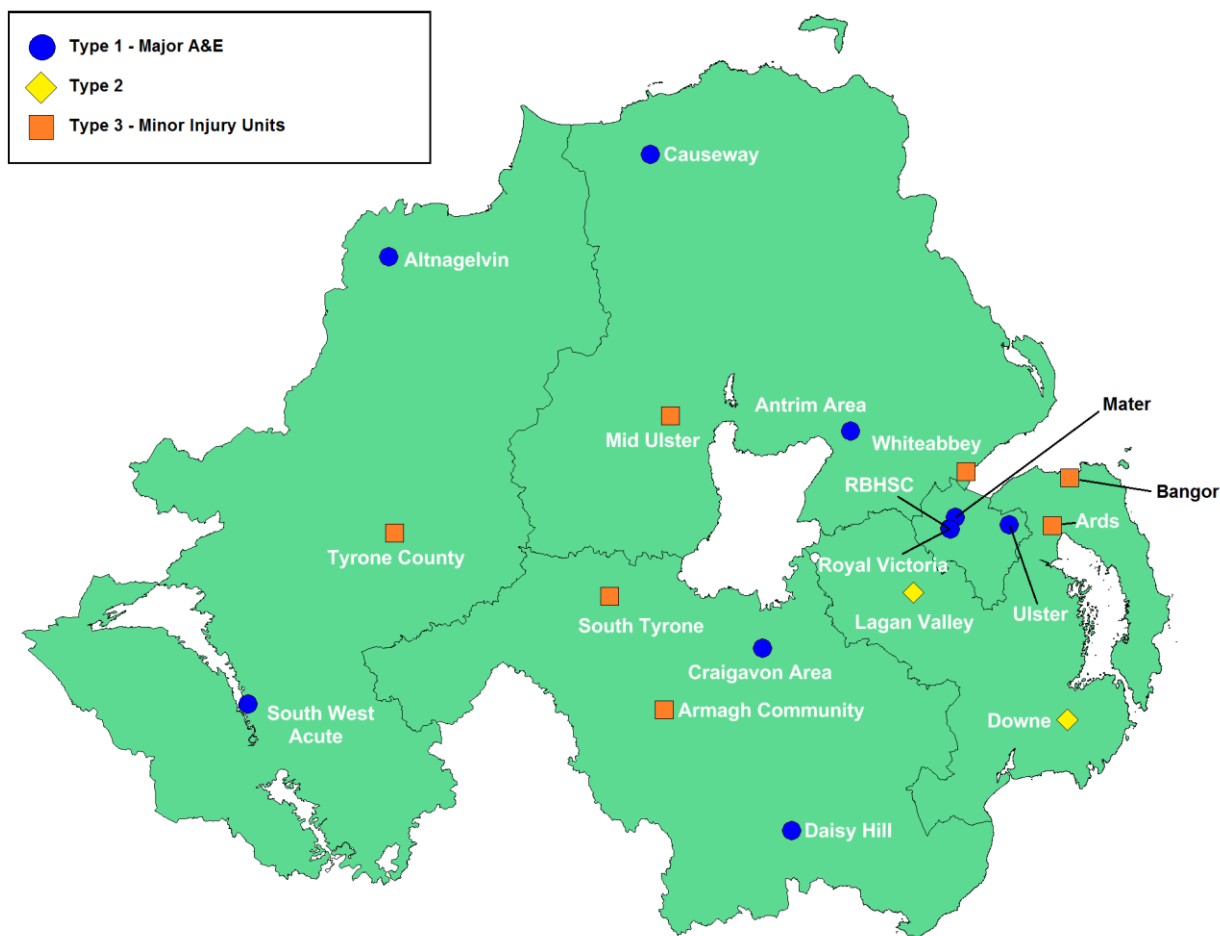 Type 1 - Major A&E
Type 2
Type 3 - Minor Injury Units
Causeway
Altnagelvin
Antrim Area
Mater
Mid Ulster
Whiteabbey
RBHSC
Bangor
Ards
Tyrone County
Royal Victoria
South Tyrone
Lagan Valley
Ulster
Craigavon Area
Armagh Community
South West
Acute
Downe
Daisy Hill